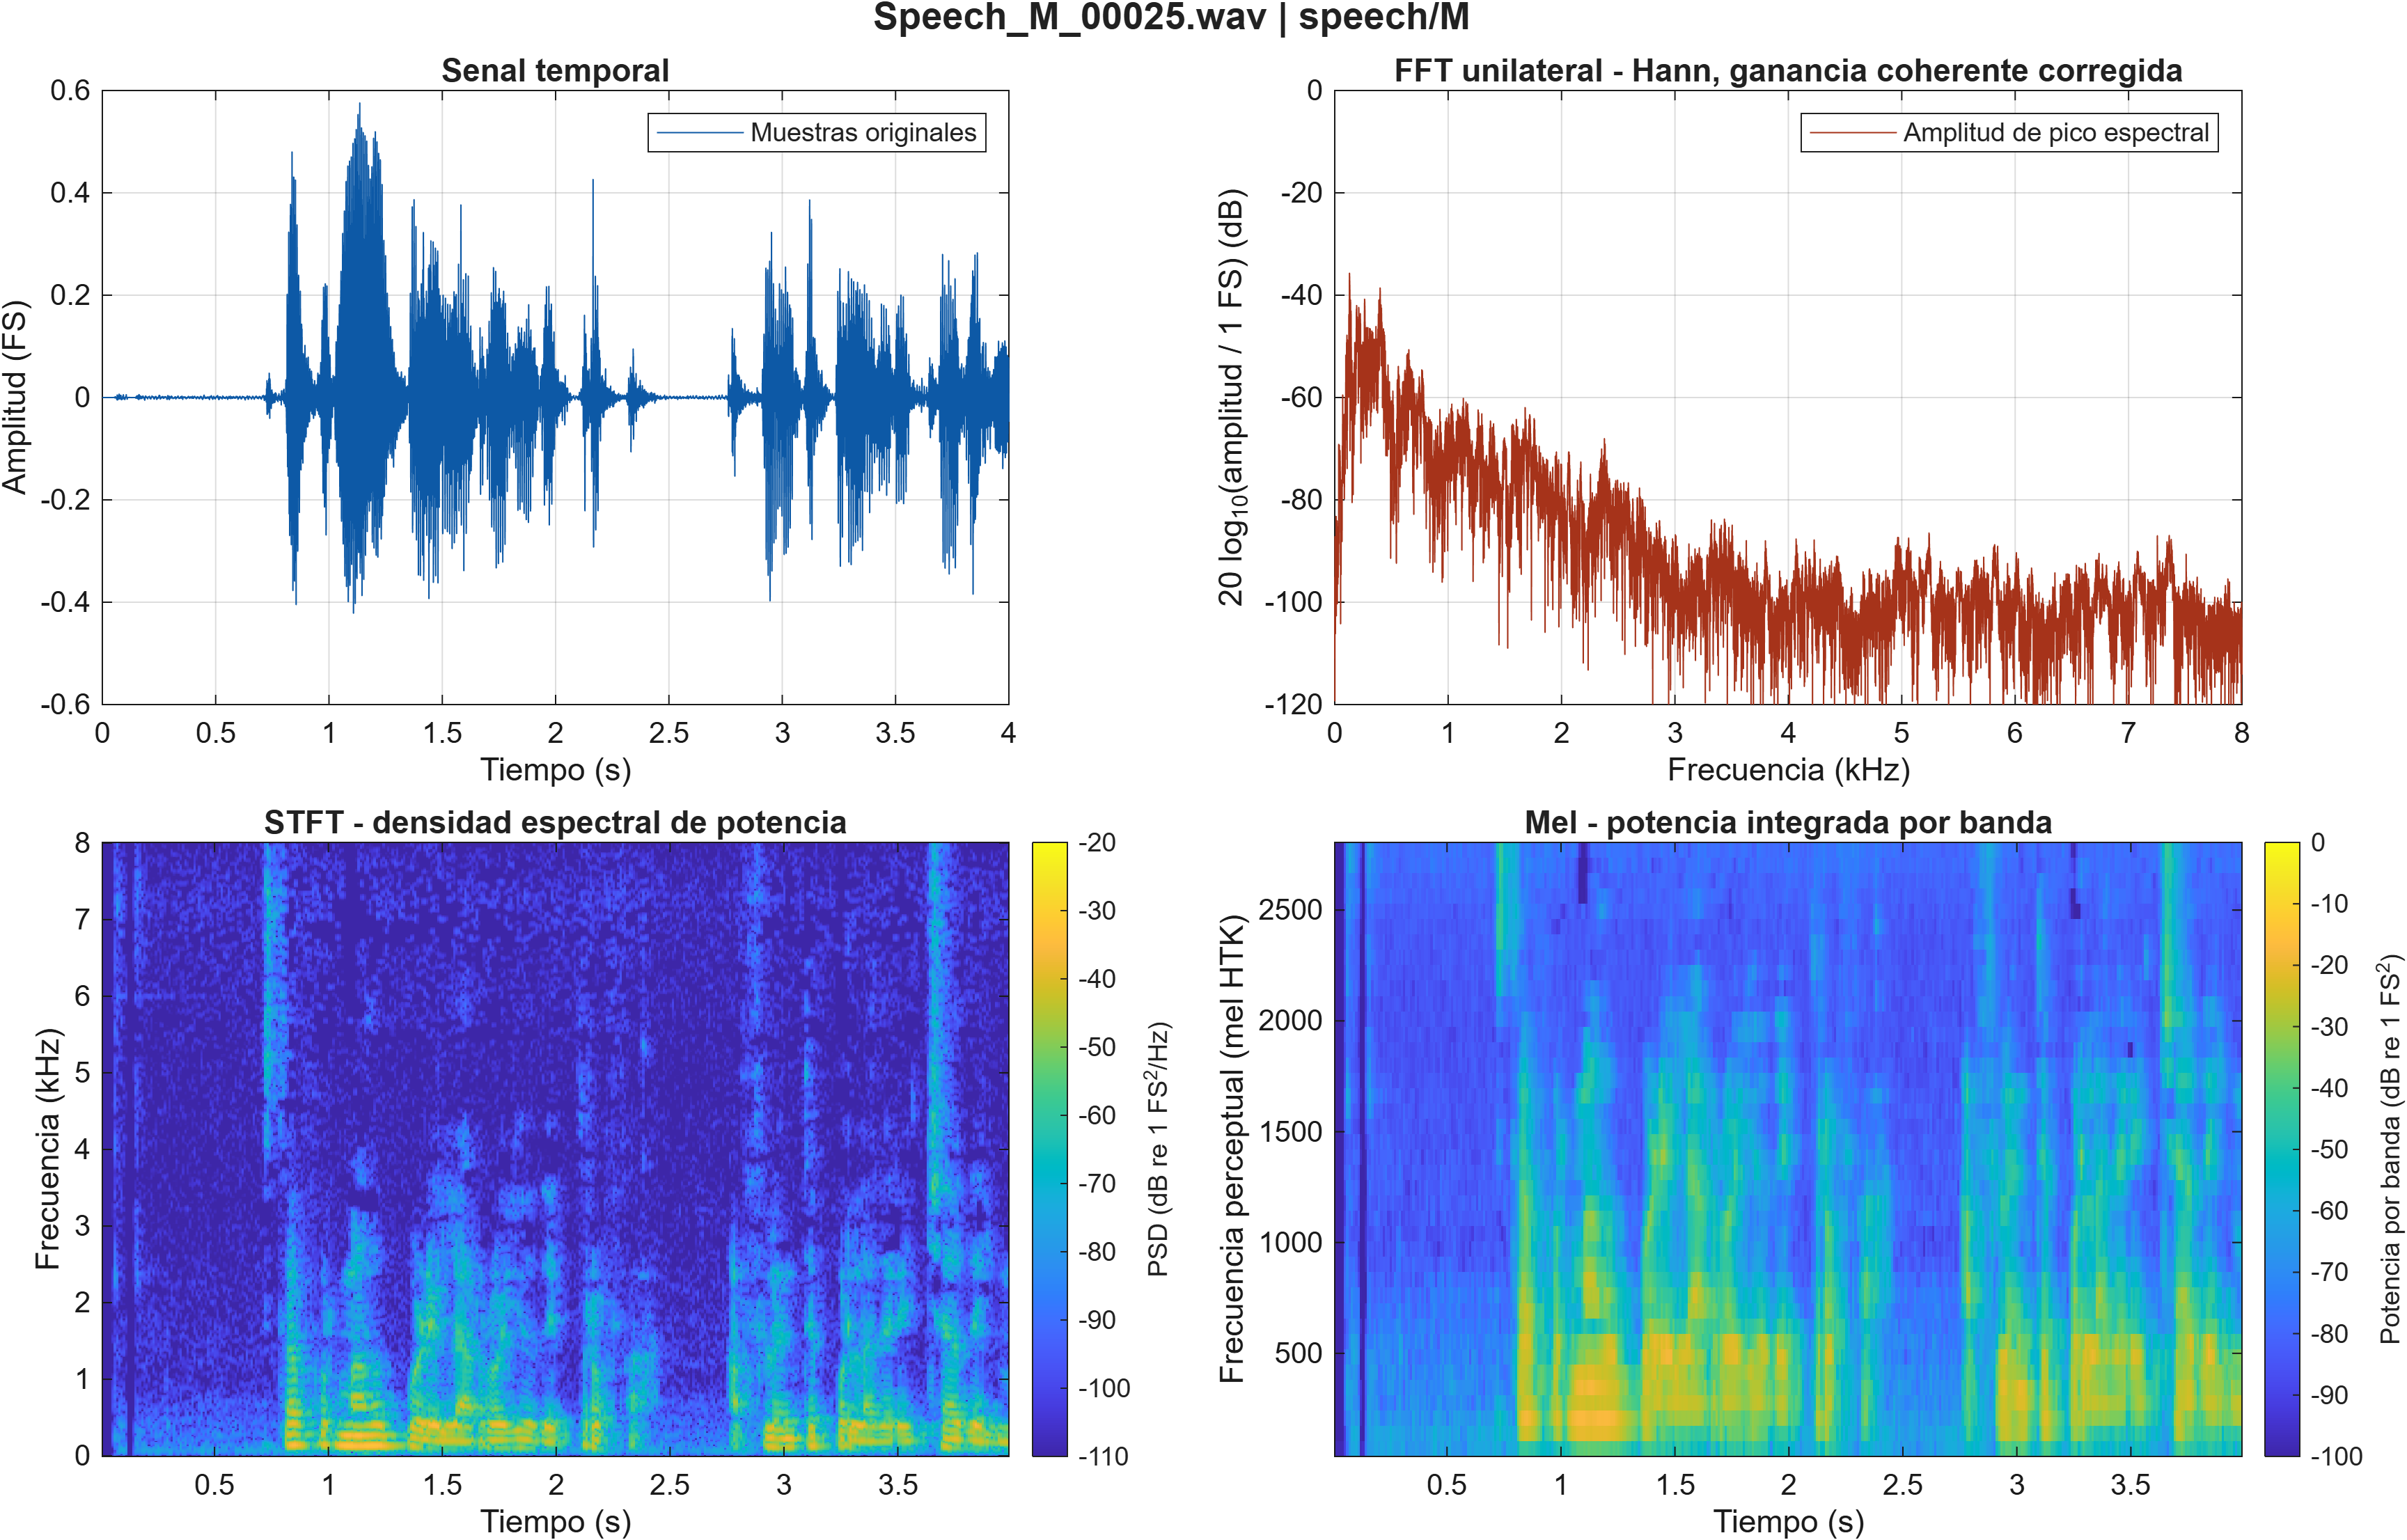 Speech_M_00025.wav | speech/M
Senal temporal
0.6
0.4
0.2
0
-0.2
-0.4
-0.6
Amplitud (FS)
Muestras originales
0 0.5 1 1.5 2 2.5 3 3.5 4
Tiempo (s)
FFT unilateral - Hann, ganancia coherente corregida
0
-20
-40
-60
-80
-100
-120
20 log10(amplitud / 1 FS) (dB)
Amplitud de pico espectral
0 1 2 3 4 5 6 7 8
Frecuencia (kHz)
STFT - densidad espectral de potencia
8
7
6
5
4
3
2
1
0
Frecuencia (kHz)
0.5 1 1.5 2 2.5 3 3.5
Tiempo (s)
-20
-30
-40
-50
-60
-70
-80
-90
-100
-110
PSD (dB re 1 FS²/Hz)
Mel - potencia integrada por banda
2500
2000
1500
1000
500
Frecuencia perceptual (mel HTK)
0.5 1 1.5 2 2.5 3 3.5
Tiempo (s)
0
-10
-20
-30
-40
-50
-60
-70
-80
-90
-100
Potencia por banda (dB re 1 FS²)